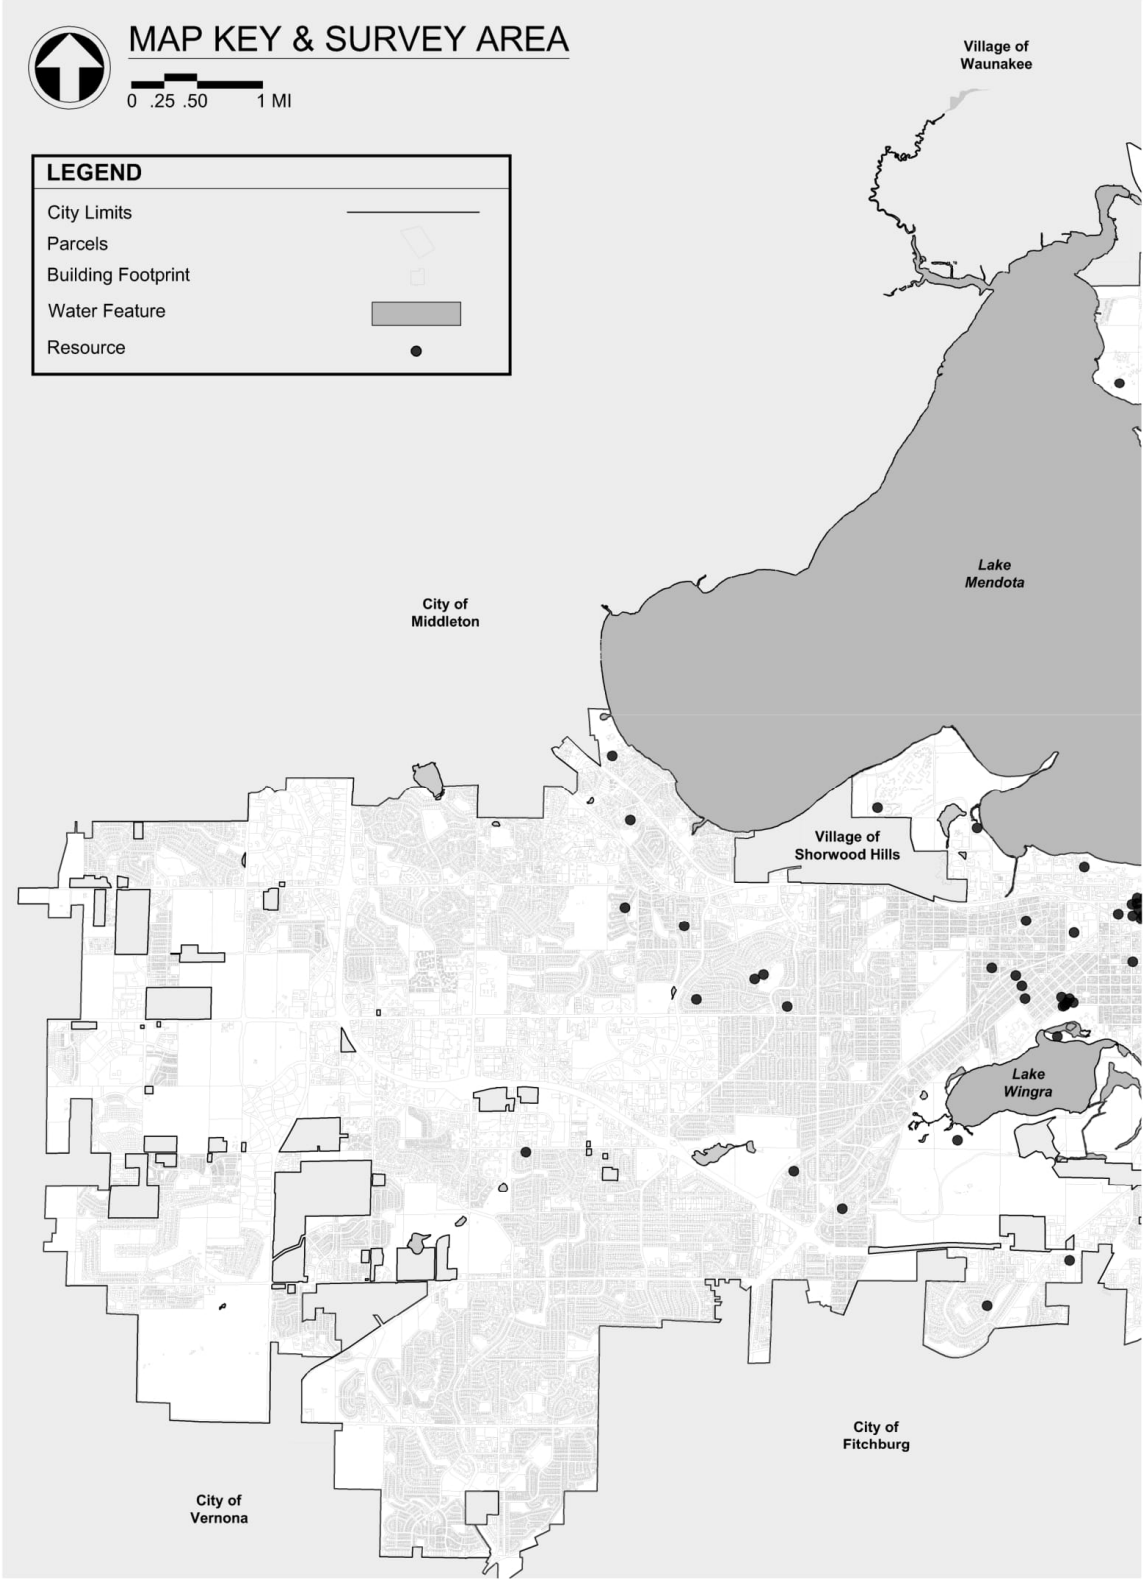 MAP KEY & SURVEY AREA
0 .25 .50 1 MI
LEGEND
City Limits
Parcels
Building Footprint
Water Feature
Resource
Village of
Waunakee
Lake
Mendota
City of
Middleton
Village of
Shorwood Hills
Lake
Wingra
City of
Fitchburg
City of
Vernona